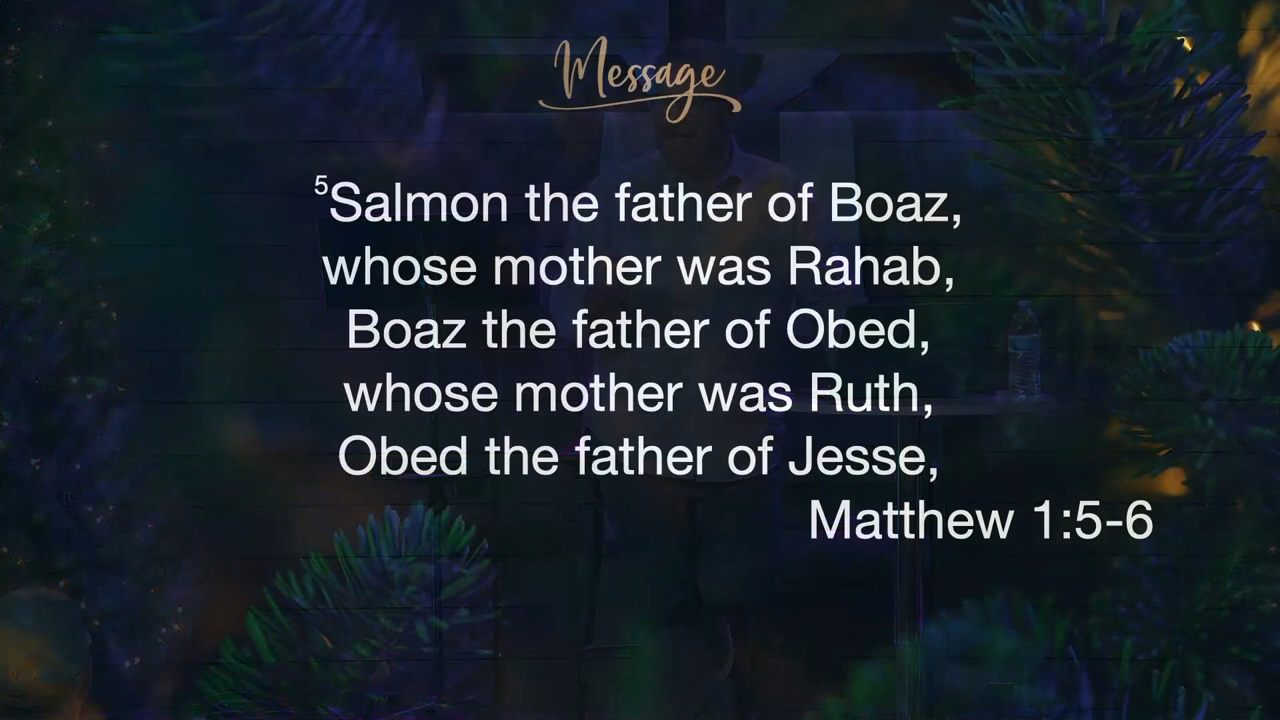 Message
⁵Salmon the father of Boaz,
whose mother was Rahab,
Boaz the father of Obed,
whose mother was Ruth,
Obed the father of Jesse,
Matthew 1:5-6